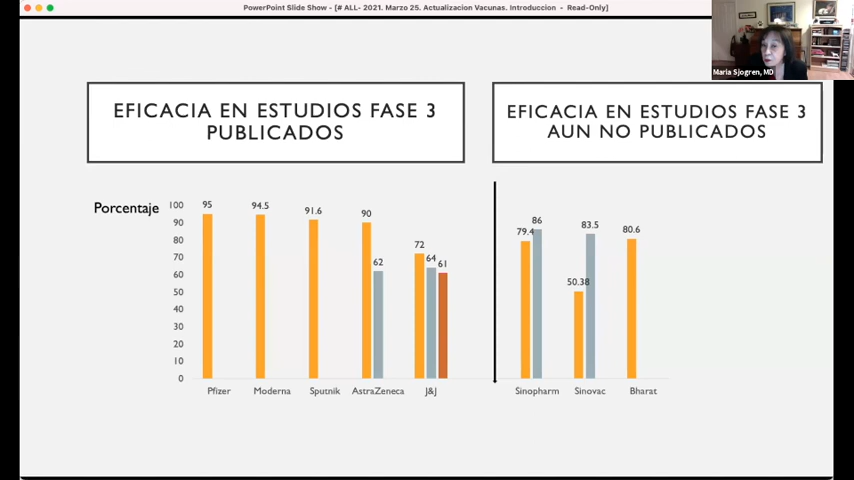 PowerPoint Slide Show - [# ALL- 2021. Marzo 25. Actualizacion Vacunas. Introduccion - Read-Only]
Maria Sjogren, MD
EFICACIA EN ESTUDIOS FASE 3
PUBLICADOS
EFICACIA EN ESTUDIOS FASE 3
AUN NO PUBLICADOS
Porcentaje
100
90
80
70
60
50
40
30
20
10
0
95
94.5
91.6
90
62
72
64
61
79.4
86
50.38
83.5
80.6
Pfizer
Moderna
Sputnik
AstraZeneca
J&J
Sinopharm
Sinovac
Bharat